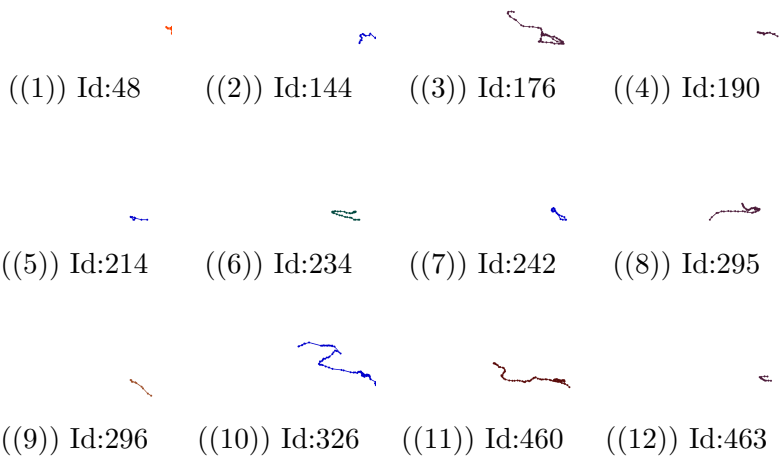 ((1)) Id:48 ((2)) Id:144 ((3)) Id:176 ((4)) Id:190
((5)) Id:214 ((6)) Id:234 ((7)) Id:242 ((8)) Id:295
((9)) Id:296 ((10)) Id:326 ((11)) Id:460 ((12)) Id:463